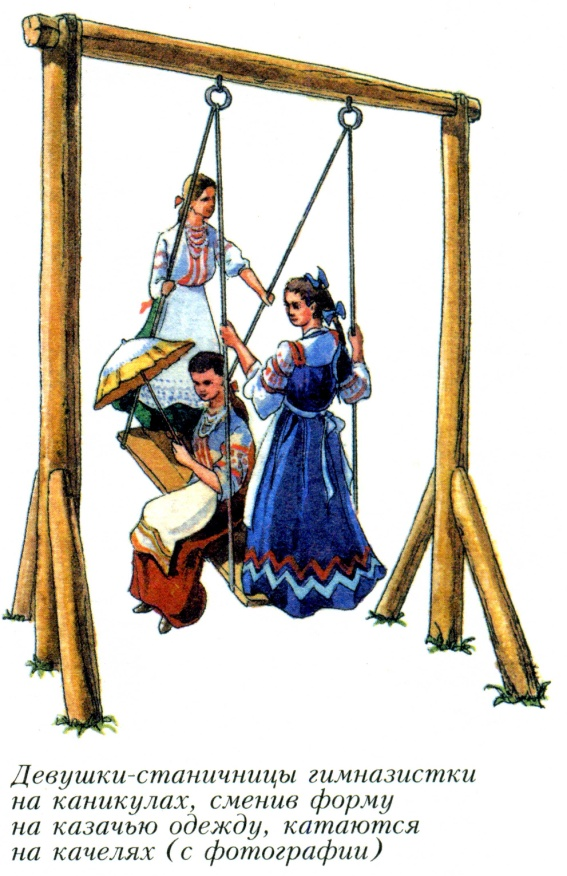 Девушки-станичницы гимназистки
на каникулах, сменив форму
на казачью одежду, катаются
на качелях (с фотографии)